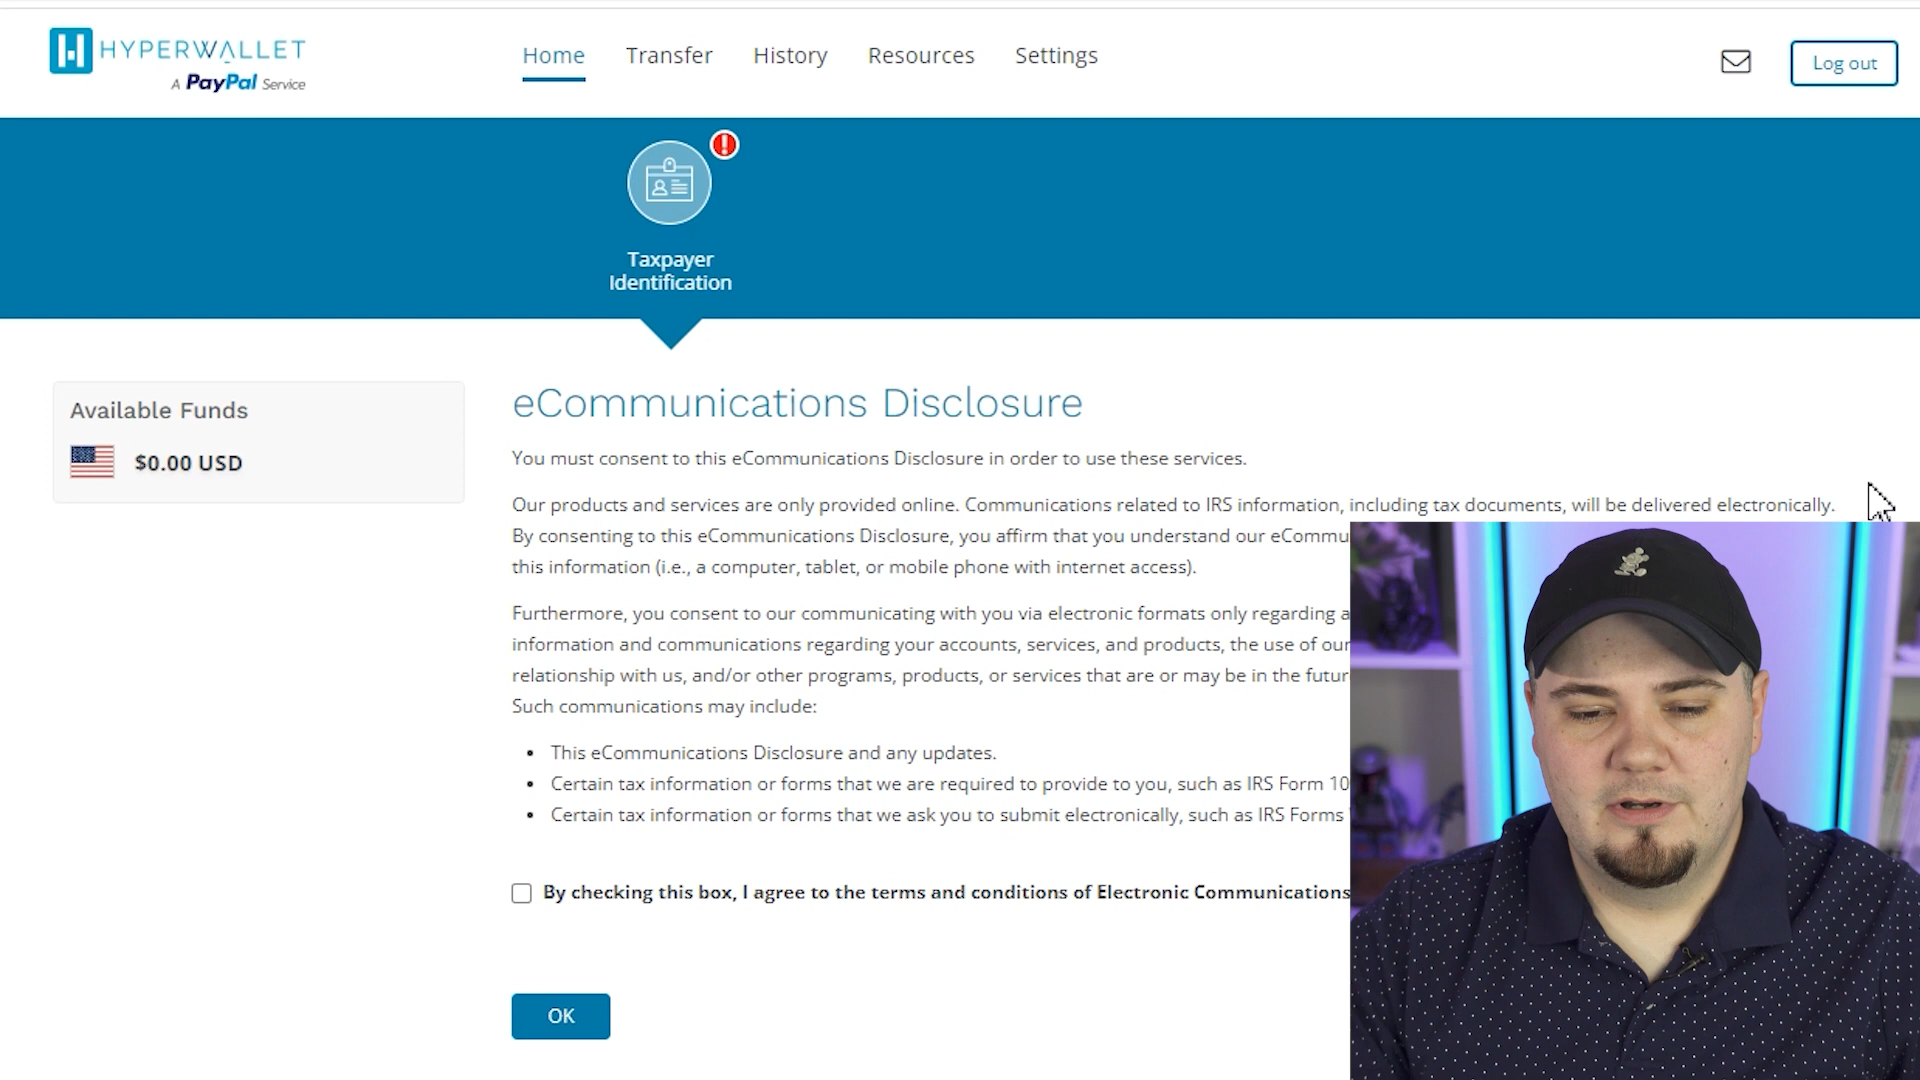 HYPERWALLET
A PayPal Service
Home Transfer History Resources Settings
Log out
Taxpayer
Identification
Available Funds
$0.00 USD
eCommunications Disclosure
You must consent to this eCommunications Disclosure in order to use these services.
Our products and services are only provided online. Communications related to IRS information, including tax documents, will be delivered electronically.
By consenting to this eCommunications Disclosure, you affirm that you understand our
this information (i.e., a computer, tablet, or mobile phone with internet access).
Furthermore, you consent to our communicating with you via electronic formats only regarding
information and communications regarding your accounts, services, and products, the use of our
relationship with us, and/or other programs, products, or services that are or may be in the
Such communications may include:
• This eCommunications Disclosure and any updates.
• Certain tax information or forms that we are required to provide to you, such as IRS Form
• Certain tax information or forms that we ask you to submit electronically, such as IRS Forms
By checking this box, I agree to the terms and conditions of Electronic Communications
OK